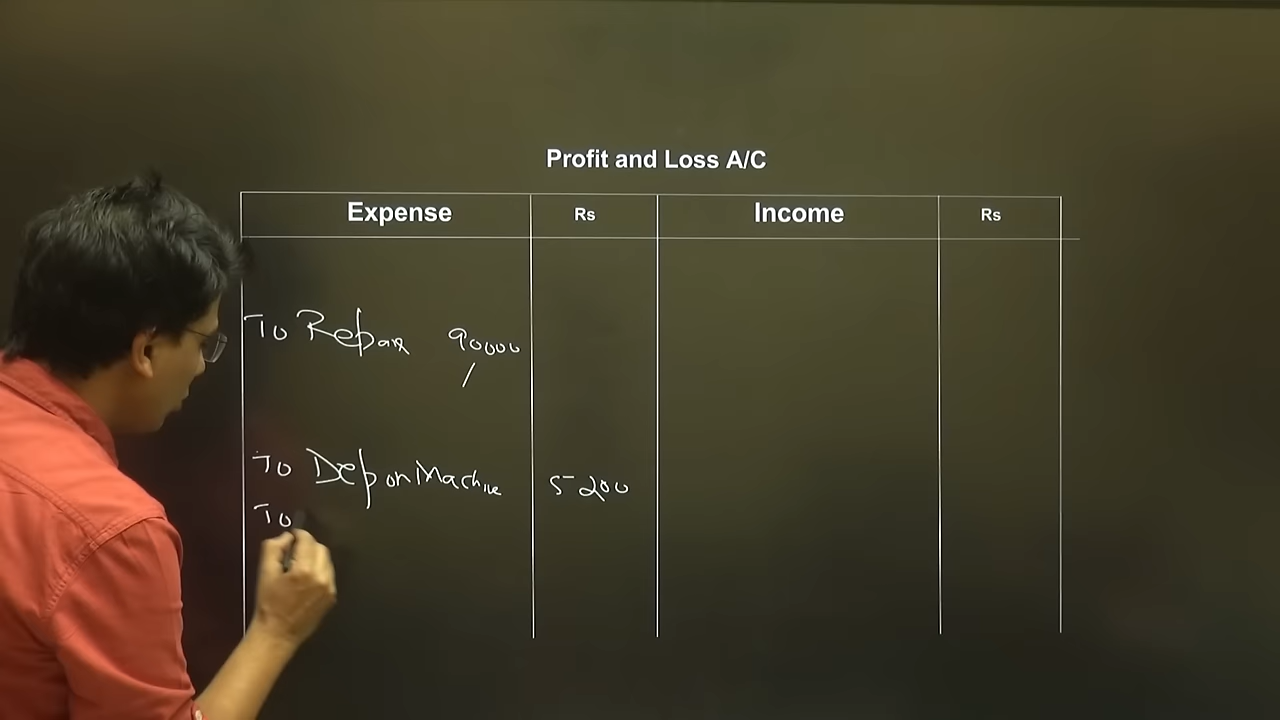 Profit and Loss A/C
Expense Rs Income Rs
To Repair 90000
/
To Dep on Machine 5200
To